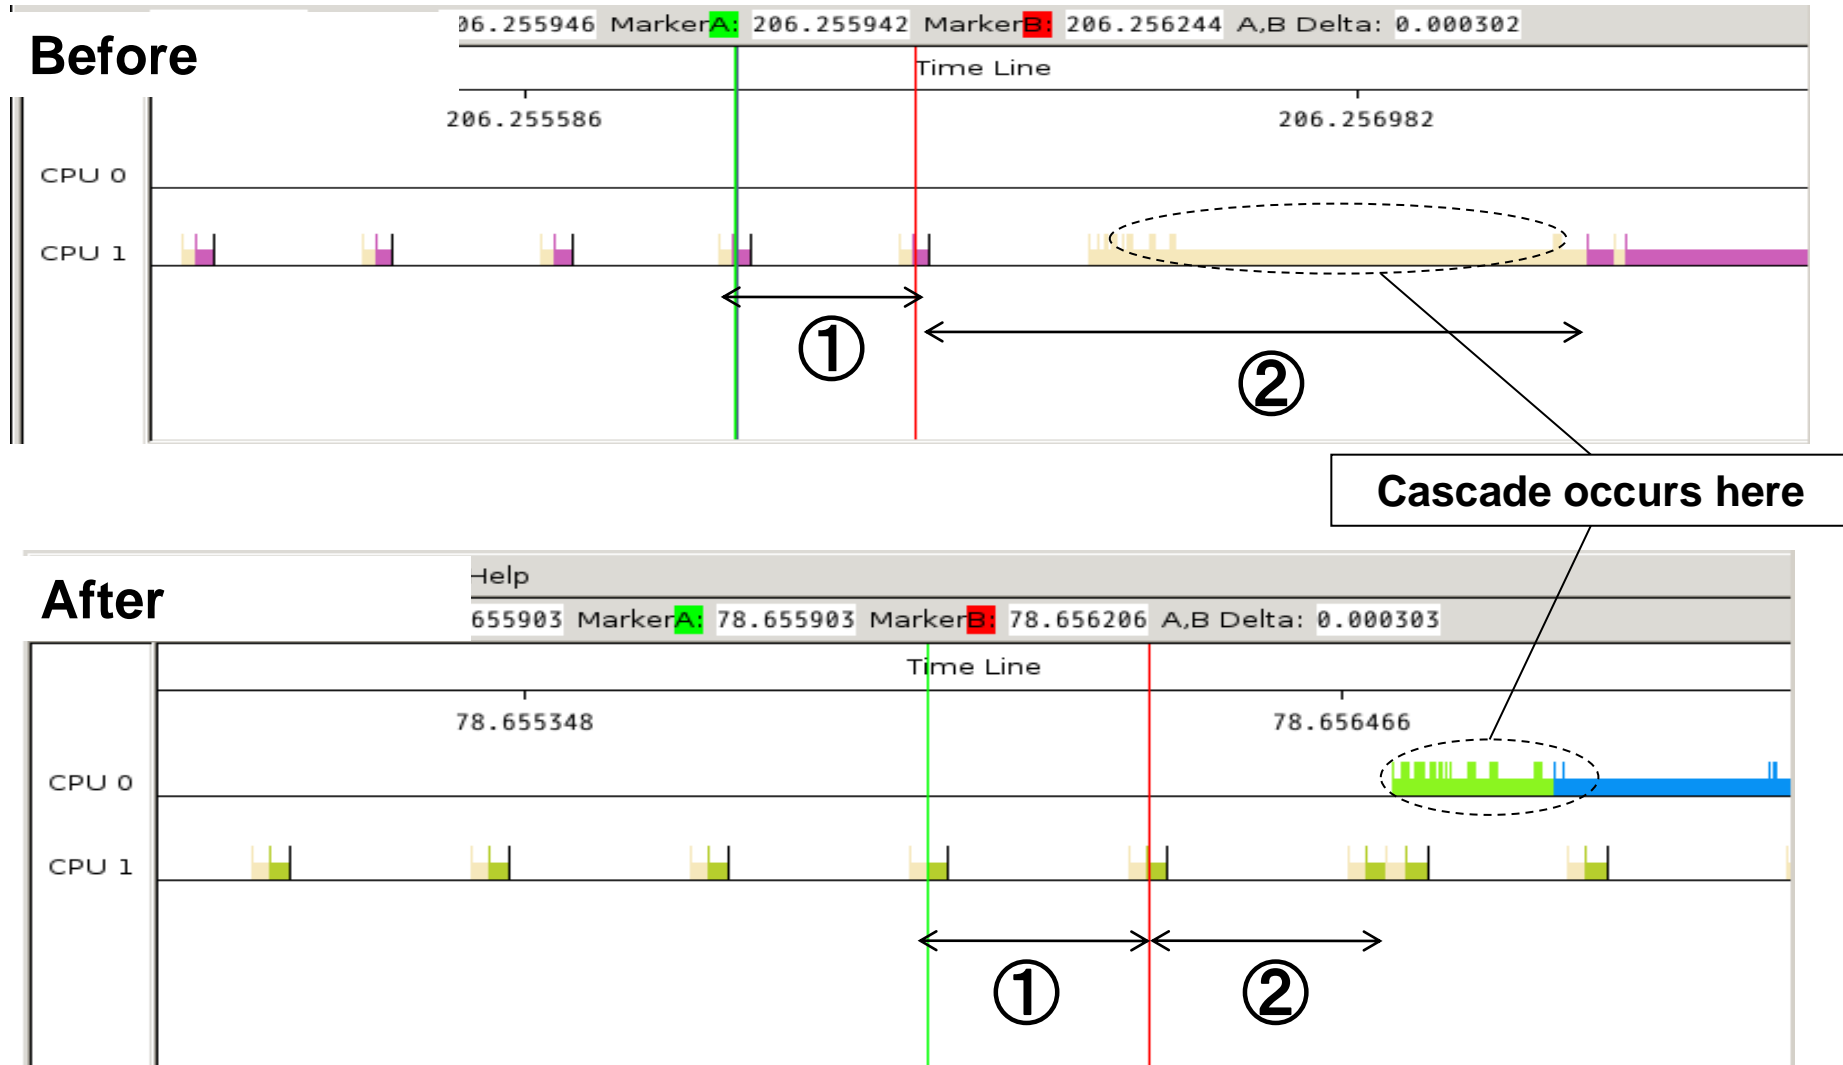 Before
06.255946 MarkerA: 206.255942 MarkerB: 206.256244 A,B Delta: 0.000302
Time Line
206.255586 206.256982
CPU 0
CPU 1
①
②
Cascade occurs here
After
Help
655903 MarkerA: 78.655903 MarkerB: 78.656206 A,B Delta: 0.000303
Time Line
78.655348 78.656466
CPU 0
CPU 1
① ②